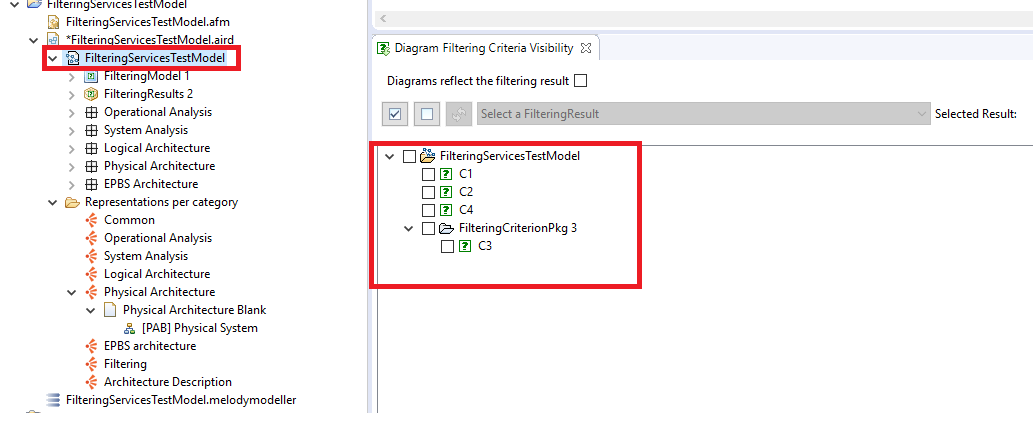 FilteringServicesTestModel
FilteringServicesTestModel.afm
*FilteringServicesTestModel.aird
FilteringServicesTestModel
FilteringModel 1
FilteringResults 2
Operational Analysis
System Analysis
Logical Architecture
Physical Architecture
EPBS Architecture
Representations per category
Common
Operational Analysis
System Analysis
Logical Architecture
Physical Architecture
Physical Architecture Blank
[PAB] Physical System
EPBS architecture
Filtering
Architecture Description
FilteringServicesTestModel.melodymodeller
Diagram Filtering Criteria Visibility
Diagrams reflect the filtering result
Select a FilteringResult
Selected Result:
FilteringServicesTestModel
C1
C2
C4
FilteringCriterionPkg 3
C3